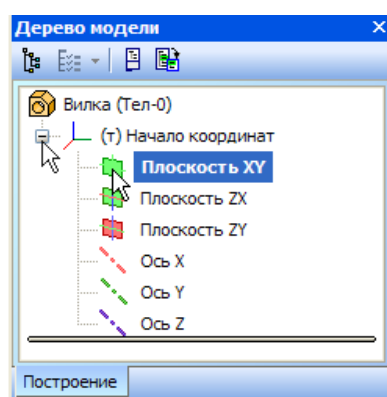 Дерево модели
Вилка (Тел-0)
(т) Начало координат
Плоскость XY
Плоскость ZX
Плоскость ZY
Ось X
Ось Y
Ось Z
Построение